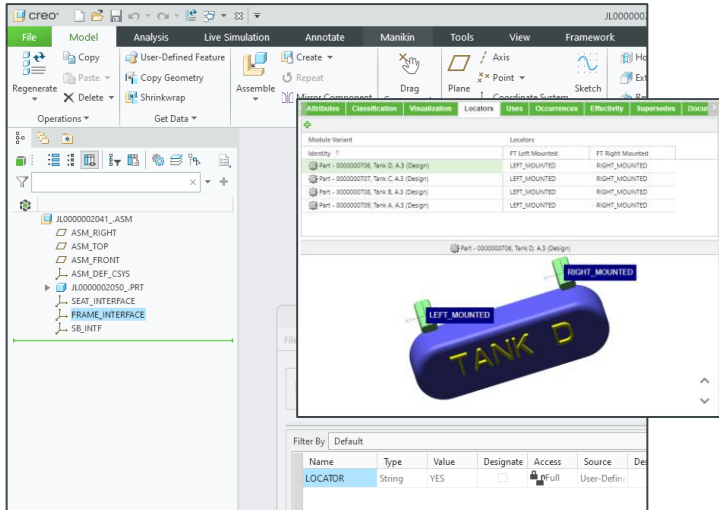 creo
JL000000
File Model Analysis Live Simulation Annotate Manikin Tools View Framework
Regenerate
Copy
Paste
Delete
User-Defined Feature
Copy Geometry
Shrinkwrap
Assemble
Create
Repeat
Mirror Component
Drag
Plane
Axis
Point
Coordinate System
Sketch
Operations Get Data
Attributes Classification Visualization Locators Uses Occurrences Effectivity Supersedes
Module Variant Locators
Identity FT Left Mounted FT Right Mounted
Part - 0000000706, Tank D, A.3 (Design) LEFT_MOUNTED RIGHT_MOUNTED
Part - 0000000707, Tank C, A.3 (Design) LEFT_MOUNTED RIGHT_MOUNTED
Part - 0000000708, Tank B, A.3 (Design) LEFT_MOUNTED RIGHT_MOUNTED
Part - 0000000709, Tank A, A.3 (Design) LEFT_MOUNTED RIGHT_MOUNTED
Part - 0000000706, Tank D, A.3 (Design)
RIGHT_MOUNTED
LEFT_MOUNTED
TANK D
JL0000002041_.ASM
ASM_RIGHT
ASM_TOP
ASM_FRONT
ASM_DEF_CSYS
JL0000002050_.PRT
SEAT_INTERFACE
FRAME_INTERFACE
SB_INTF
Filter By Default
Name Type Value Designate Access Source
LOCATOR String YES Full User-Define